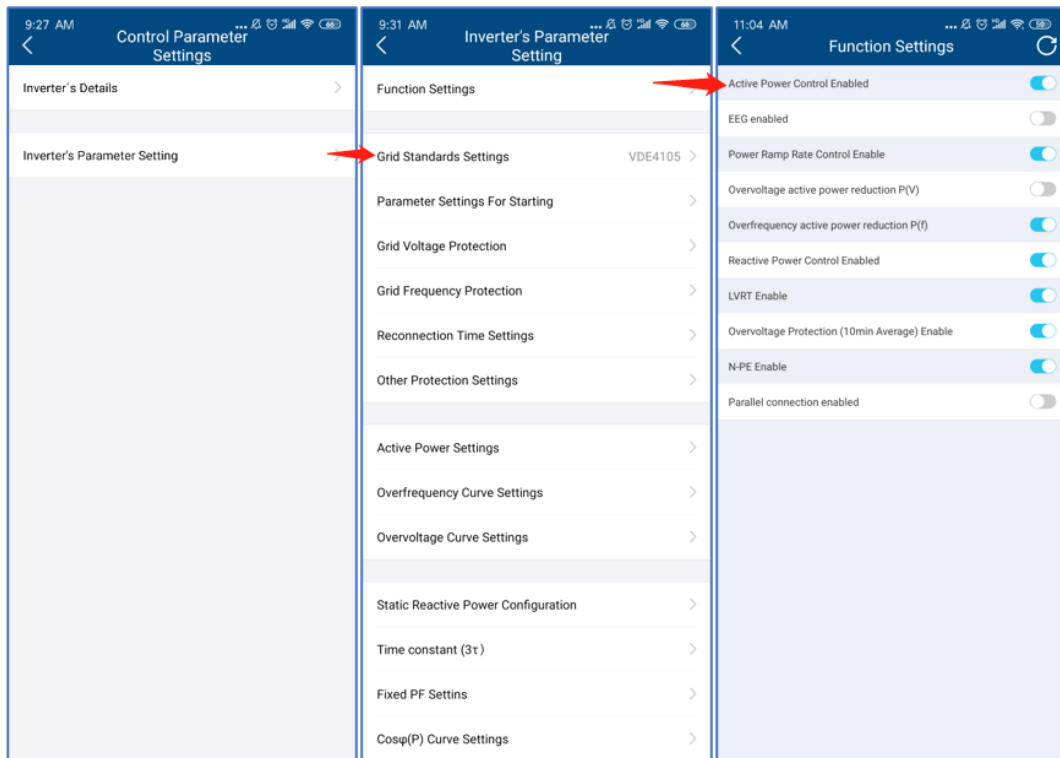 9:27 AM
Control Parameter
Settings
Inverter's Details
Inverter's Parameter Setting
9:31 AM
Inverter's Parameter
Setting
Function Settings
Grid Standards Settings VDE4105
Parameter Settings For Starting
Grid Voltage Protection
Grid Frequency Protection
Reconnection Time Settings
Other Protection Settings
Active Power Settings
Overfrequency Curve Settings
Overvoltage Curve Settings
Static Reactive Power Configuration
Time constant (3τ)
Fixed PF Settins
Cosφ(P) Curve Settings
11:04 AM
Function Settings
Active Power Control Enabled
EEG enabled
Power Ramp Rate Control Enable
Overvoltage active power reduction P(V)
Overfrequency active power reduction P(f)
Reactive Power Control Enabled
LVRT Enable
Overvoltage Protection (10min Average) Enable
N-PE Enable
Parallel connection enabled